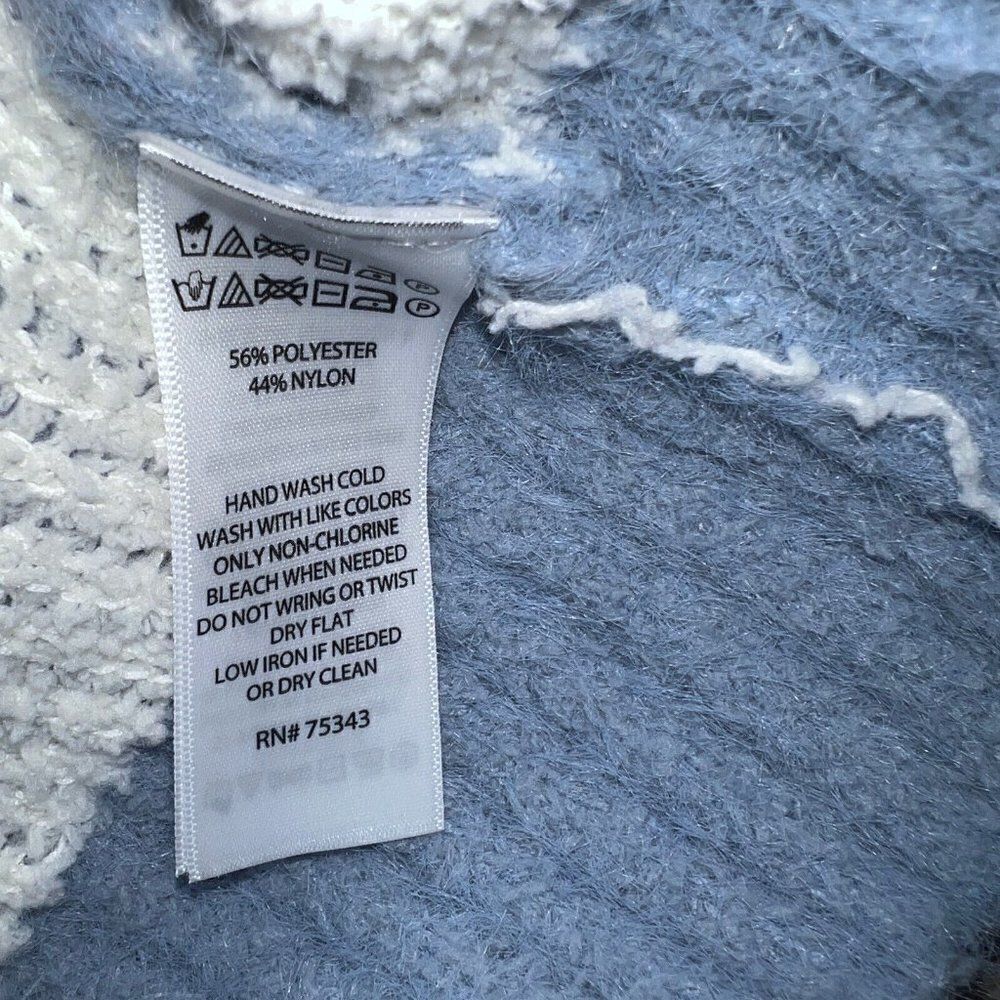 P
P
56% POLYESTER
44% NYLON
HAND WASH COLD
WASH WITH LIKE COLORS
ONLY NON-CHLORINE
BLEACH WHEN NEEDED
DO NOT WRING OR TWIST
DRY FLAT
LOW IRON IF NEEDED
OR DRY CLEAN
RN# 75343